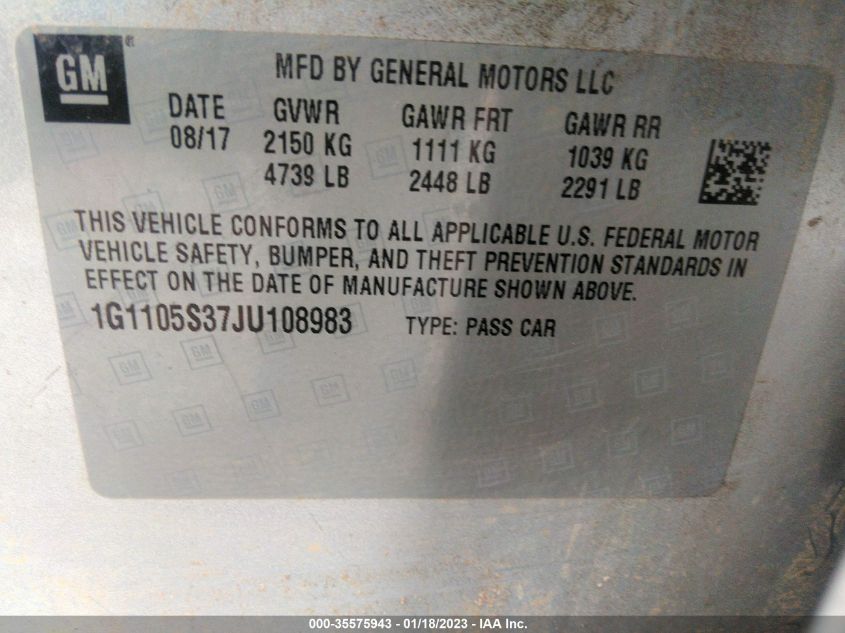 GM ®
MFD BY GENERAL MOTORS LLC
DATE GVWR GAWR FRT GAWR RR
08/17 2150 KG 1111 KG 1039 KG
4739 LB 2448 LB 2291 LB
THIS VEHICLE CONFORMS TO ALL APPLICABLE U.S. FEDERAL MOTOR
VEHICLE SAFETY, BUMPER, AND THEFT PREVENTION STANDARDS IN
EFFECT ON THE DATE OF MANUFACTURE SHOWN ABOVE.
1G1105S37JU108983 TYPE: PASS CAR
000-35575943 - 01/18/2023 - IAA Inc.